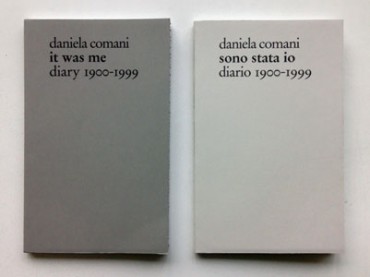 daniela comani
it was me
diary 1900-1999
daniela comani
sono stata io
diario 1900-1999